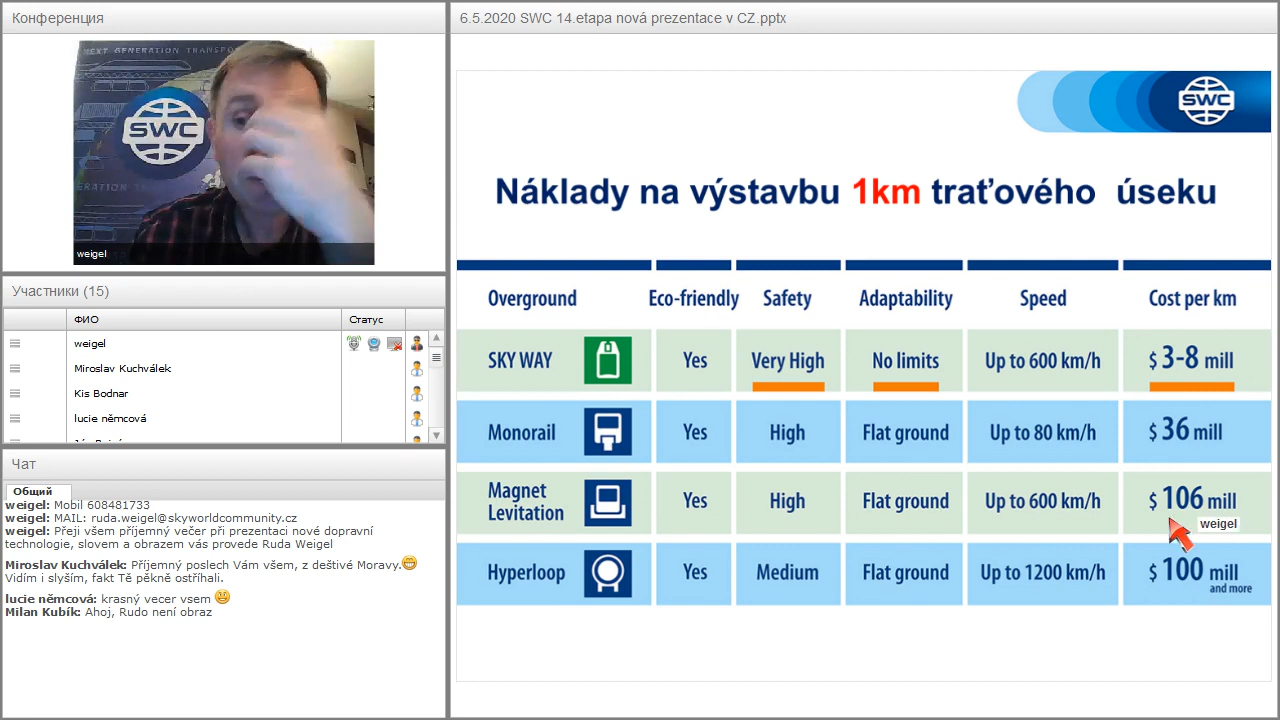 Конференция
NEXT GENERATION TRANSPO
SWC
ERATION TRANSP
weigel
Участники (15)
ФИО
Статус
weigel
Miroslav Kuchválek
Kis Bodnar
lucie němcová
Чат
Общий
weigel: Mobil 608481733
weigel: MAIL: ruda.weigel@skyworldcommunity.cz
weigel: Přeji všem příjemný večer při prezentaci nové dopravní
technologie, slovem a obrazem vás provede Ruda Weigel
Miroslav Kuchválek: Příjemný poslech Vám všem, z deštivé Moravy.
Vidím i slyším, fakt Tě pěkně ostříhali.
lucie němcová: krasný vecer vsem
Milan Kubík: Ahoj, Rudo není obraz
6.5.2020 SWC 14.etapa nová prezentace v CZ.pptx
SWC
Náklady na výstavbu 1km traťového úseku
Overground Eco-friendly Safety Adaptability Speed Cost per km
SKY WAY Yes Very High No limits Up to 600 km/h $ 3-8 mill
Monorail Yes High Flat ground Up to 80 km/h $ 36 mill
Magnet
Levitation Yes High Flat ground Up to 600 km/h $ 106 mill
weigel
Hyperloop Yes Medium Flat ground Up to 1200 km/h $ 100 mill
and more